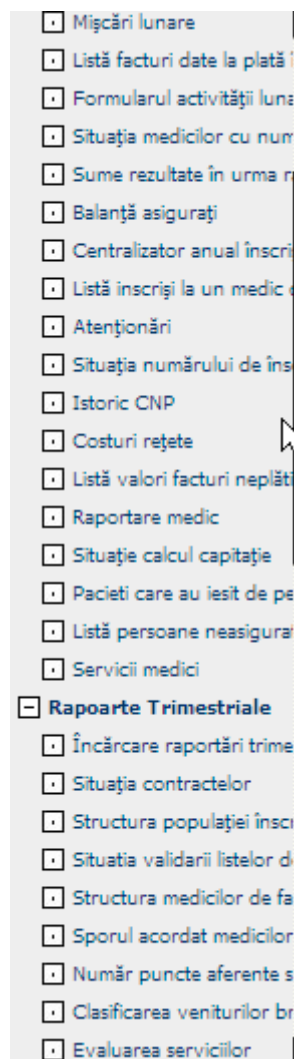 Mişcări lunare
Listă facturi date la plată
Formularul activităţii luna
Situaţia medicilor cu num
Sume rezultate în urma
Balanţă asiguraţi
Centralizator anual înscri
Listă inscrişi la un medic
Atenţionări
Situaţia numărului de îns
Istoric CNP
Costuri reţete
Listă valori facturi neplăti
Raportare medic
Situaţie calcul capitaţie
Pacieti care au iesit de pe
Listă persoane neasigurat
Servicii medici
Rapoarte Trimestriale
Încărcare raportări trime
Situaţia contractelor
Structura populaţiei înscr
Situatia validarii listelor d
Structura medicilor de fa
Sporul acordat medicilor
Număr puncte aferente s
Clasificarea veniturilor br
Evaluarea serviciilor